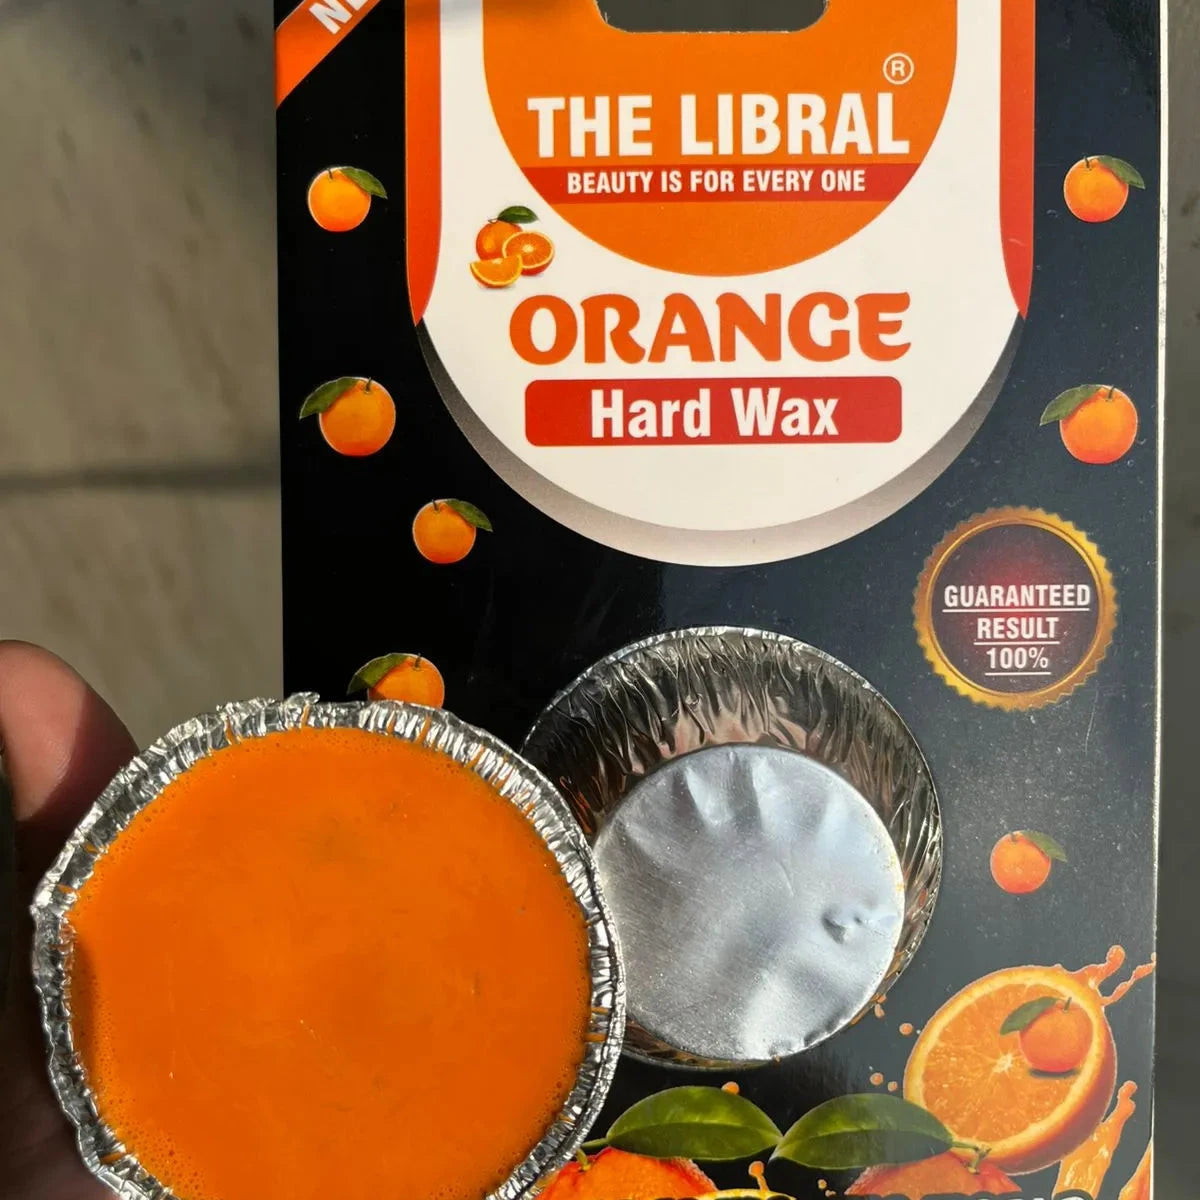 THE LIBRAL ®
BEAUTY IS FOR EVERY ONE
ORANGE
Hard Wax
GUARANTEED
RESULT
100%